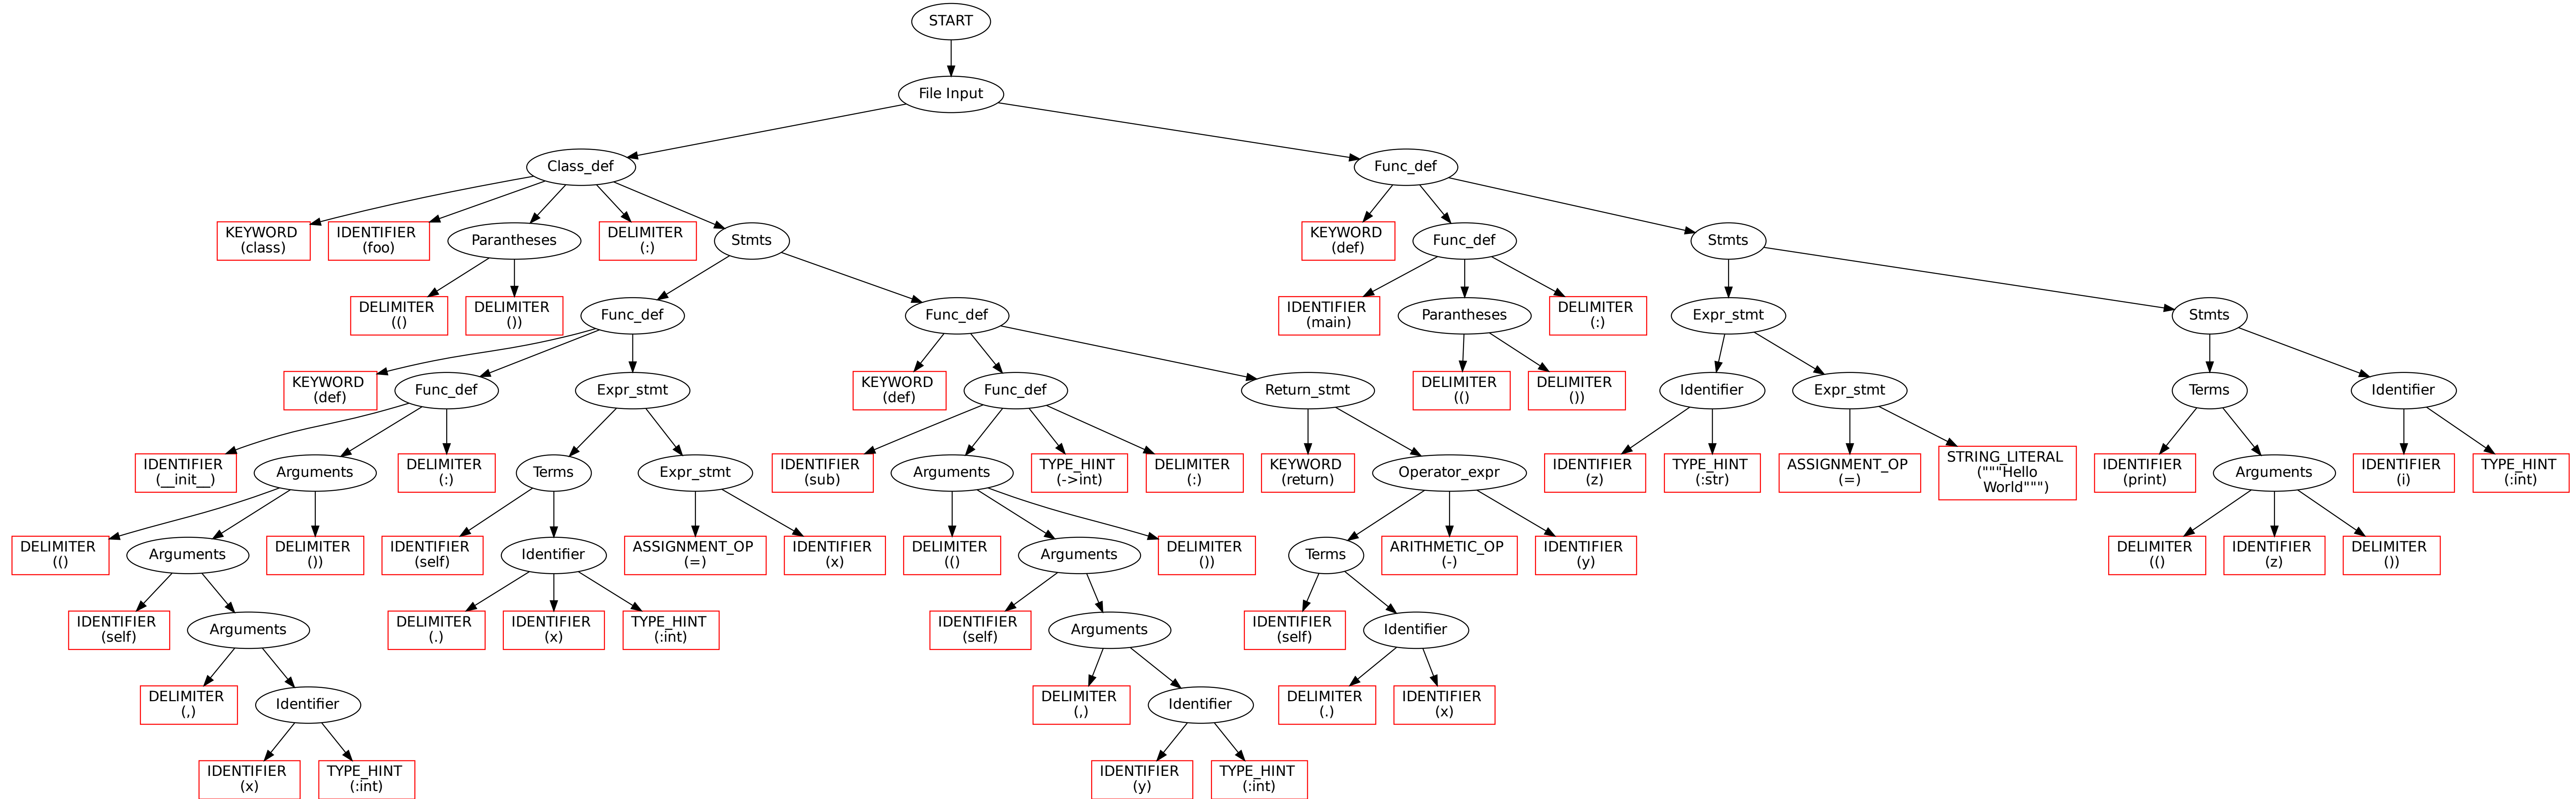 START
File Input
Class_def
Func_def
KEYWORD
(class)
IDENTIFIER
(foo)
Parantheses
DELIMITER
(:)
Stmts
KEYWORD
(def)
Func_def
Stmts
DELIMITER
(()
DELIMITER
())
Func_def
Func_def
IDENTIFIER
(main)
Parantheses
DELIMITER
(:)
Expr_stmt
Stmts
KEYWORD
(def)
Func_def
Expr_stmt
KEYWORD
(def)
Func_def
Return_stmt
DELIMITER
(()
DELIMITER
())
Identifier
Expr_stmt
Terms
Identifier
IDENTIFIER
(__init__)
Arguments
DELIMITER
(:)
Terms
Expr_stmt
IDENTIFIER
(sub)
Arguments
TYPE_HINT
(->int)
DELIMITER
(:)
KEYWORD
(return)
Operator_expr
IDENTIFIER
(z)
TYPE_HINT
(:str)
ASSIGNMENT_OP
(=)
STRING_LITERAL
("""Hello
World""")
IDENTIFIER
(print)
Arguments
IDENTIFIER
(i)
TYPE_HINT
(:int)
DELIMITER
(()
Arguments
DELIMITER
())
IDENTIFIER
(self)
Identifier
ASSIGNMENT_OP
(=)
IDENTIFIER
(x)
DELIMITER
(()
Arguments
DELIMITER
())
Terms
ARITHMETIC_OP
(-)
IDENTIFIER
(y)
DELIMITER
(()
IDENTIFIER
(z)
DELIMITER
())
IDENTIFIER
(self)
Arguments
DELIMITER
(.)
IDENTIFIER
(x)
TYPE_HINT
(:int)
IDENTIFIER
(self)
Arguments
IDENTIFIER
(self)
Identifier
DELIMITER
(,)
Identifier
DELIMITER
(,)
Identifier
DELIMITER
(.)
IDENTIFIER
(x)
IDENTIFIER
(x)
TYPE_HINT
(:int)
IDENTIFIER
(y)
TYPE_HINT
(:int)